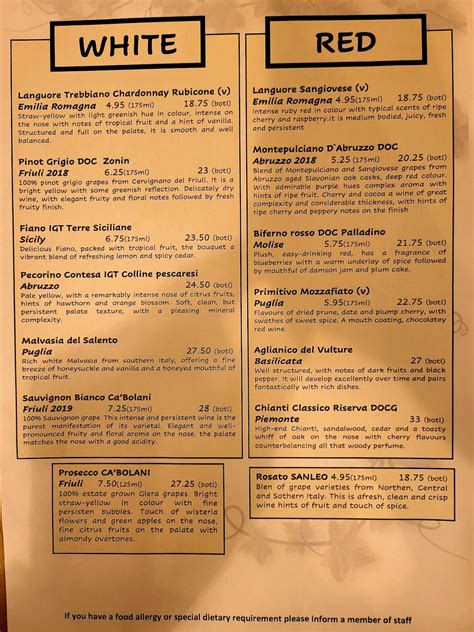 WHITE
Languore Trebbiano Chardonnay Rubicone (v)
Emilia Romagna 4.95 (175ml) 18.75 (botl)
Straw-yellow with light greenish hue in colour, intense on
the nose with notes of tropical fruit and a hint of vanilla.
Structured and full on the palate, it is smooth and well
balanced.
Pinot Grigio DOC Zonin
Friuli 2018 6.25(175ml) 23 (botl)
100% pinot grigio grapes from Cervignano del Friuli. It is a
bright yellow with some greenish reflection. Delicately dry
wine, with elegant fruity and floral notes followed by fresh
fruity finish.
Fiano IGT Terre Siciliane
Sicily 6.75(175ml) 23.50 (botl)
Delicious Fiano, packed with tropical fruit, the bouquet a
vibrant blend of refreshing lemon and spicy cedar.
Pecorino Contesa IGT Colline pescaresi
Abruzzo 24.50 (botl)
Pale yellow, with a remarkably intense nose of citrus fruits,
hints of hawthorn and orange blossom. Soft, clean, but
persistent palate texture, with a pleasing mineral
complexity.
Malvasia del Salento
Puglia 27.50 (botl)
Rich white Malvasia from southern Italy, offering a fine
breeze of honeysuckle and vanilla and a honeyed mouthful of
tropical fruit.
Sauvignon Bianco Ca'Bolani
Friuli 2019 7.25(175ml) 28 (botl)
100% Sauvignon grape. This intense and persistent wine is the
purest manifestation of its varietal. Elegant and well-
pronounced fruity and floral aroma on the nose, the palate
matches the nose with a good acidity.
Prosecco CA'BOLANI
Friuli 7.50(125ml) 27.25 (botl)
100% estate grown Glera grapes. Bright
straw-yellow in colour with fine
persisten bubbles. Touch of wisteria
flowers and green apples on the nose,
fine citrus fruits on the palate with
almondy overtones.
RED
Languore Sangiovese (v)
Emilia Romagna 4.95(175ml) 18.75 (botl)
Intense ruby red in colour with typical scents of ripe
cherry and raspberry.it is medium bodied, juicy, fresh
and persistent
Montepulciano D`Abruzzo DOC
Abruzzo 2018 5.25 (175ml) 20.25 (botl)
Blend of Montepulciano and Sangiovese grapes from
Abruzzo aged Slavonian oak casks, deep red colour.
With admirable purple hues complex aroma with
hints of ripe fruit. Cherry and cocoa a wine of great
complexity and considerable thickness, with hints of
ripe cherry and peppery notes on the finish
Biferno rosso DOC Palladino
Molise 5.75(175ml) 21.75 (botl)
Plush, easy-drinking red, has a fragrance of
blueberries with a warm underlay of spice followed
by mouthful of damson jam and plum cake.
Primitivo Mozzafiato (v)
Puglia 5.95(175ml) 22.75 (botl)
Flavours of dried prune, date and plump cherry, with
swathes of sweet spice. A mouth coating, chocolatey
red wine.
Aglianico del Vulture
Basilicata 27 (botl)
Well structured, with notes of dark fruits and black
pepper. It will develop excellently over time and pairs
fantastically with rich dishes.
Chianti Classico Riserva DOCG
Piemonte 33 (botl)
High-end Chianti, sandalwood, cedar and a toasty
whiff of oak on the nose with cherry flavours
counterbalancing all that warmth and weight in the
mouth.
Rosato SANLEO 4.95(175ml) 18.75 (botl)
Blen of grape varieties from Northen, Central
and Sothern Italy. This is afresh, clean and crisp
wine hints of fruit and touch of spice.
If you have a food allergy or special dietary requirement please inform a member of staff